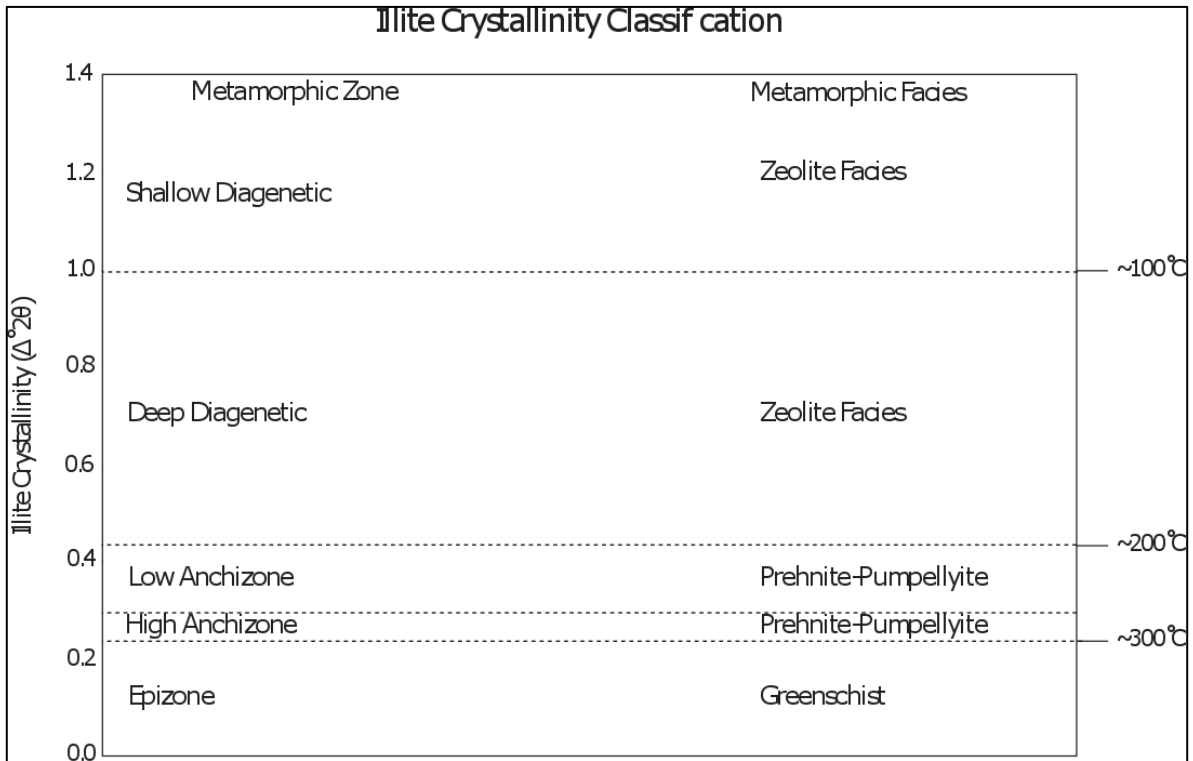 Illite Crystallinity Classif cation
1.4
Metamorphic Zone
Metamorphic Facies
1.2
Shallow Diagenetic
Zeolite Facies
1.0
~100°C
Illite Crystallinity (Δ°2θ)
0.8
Deep Diagenetic
Zeolite Facies
0.6
~200°C
0.4
Low Anchizone
Prehnite-Pumpellyite
High Anchizone
Prehnite-Pumpellyite
~300°C
0.2
Epizone
Greenschist
0.0